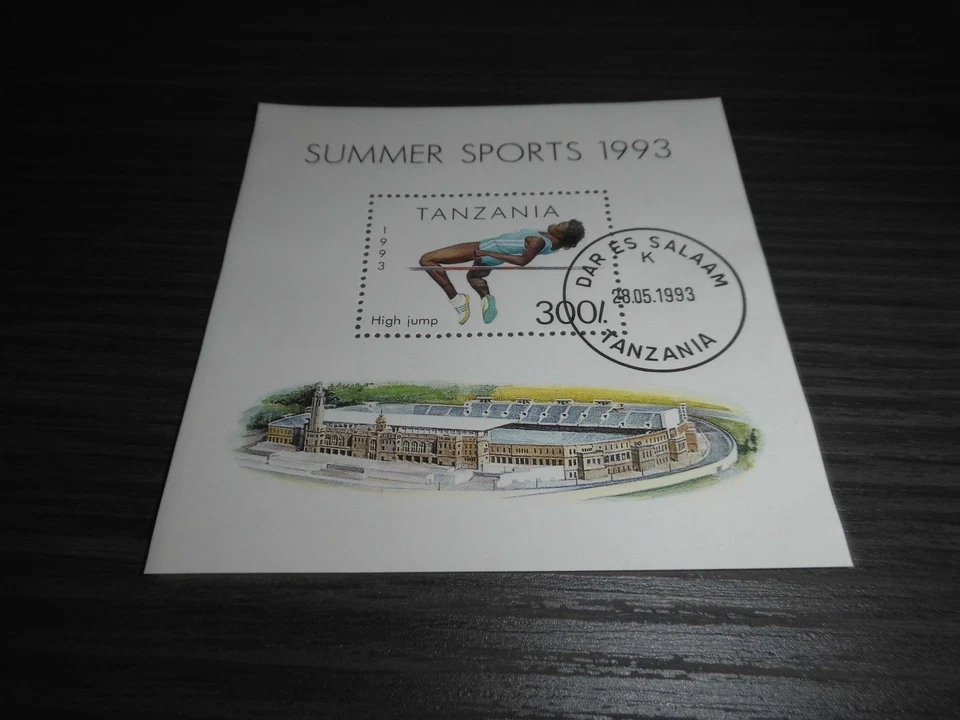 SUMMER SPORTS 1993
TANZANIA
1993
High jump
300/.
DAR ES SALAAM
K
28.05.1993
TANZANIA